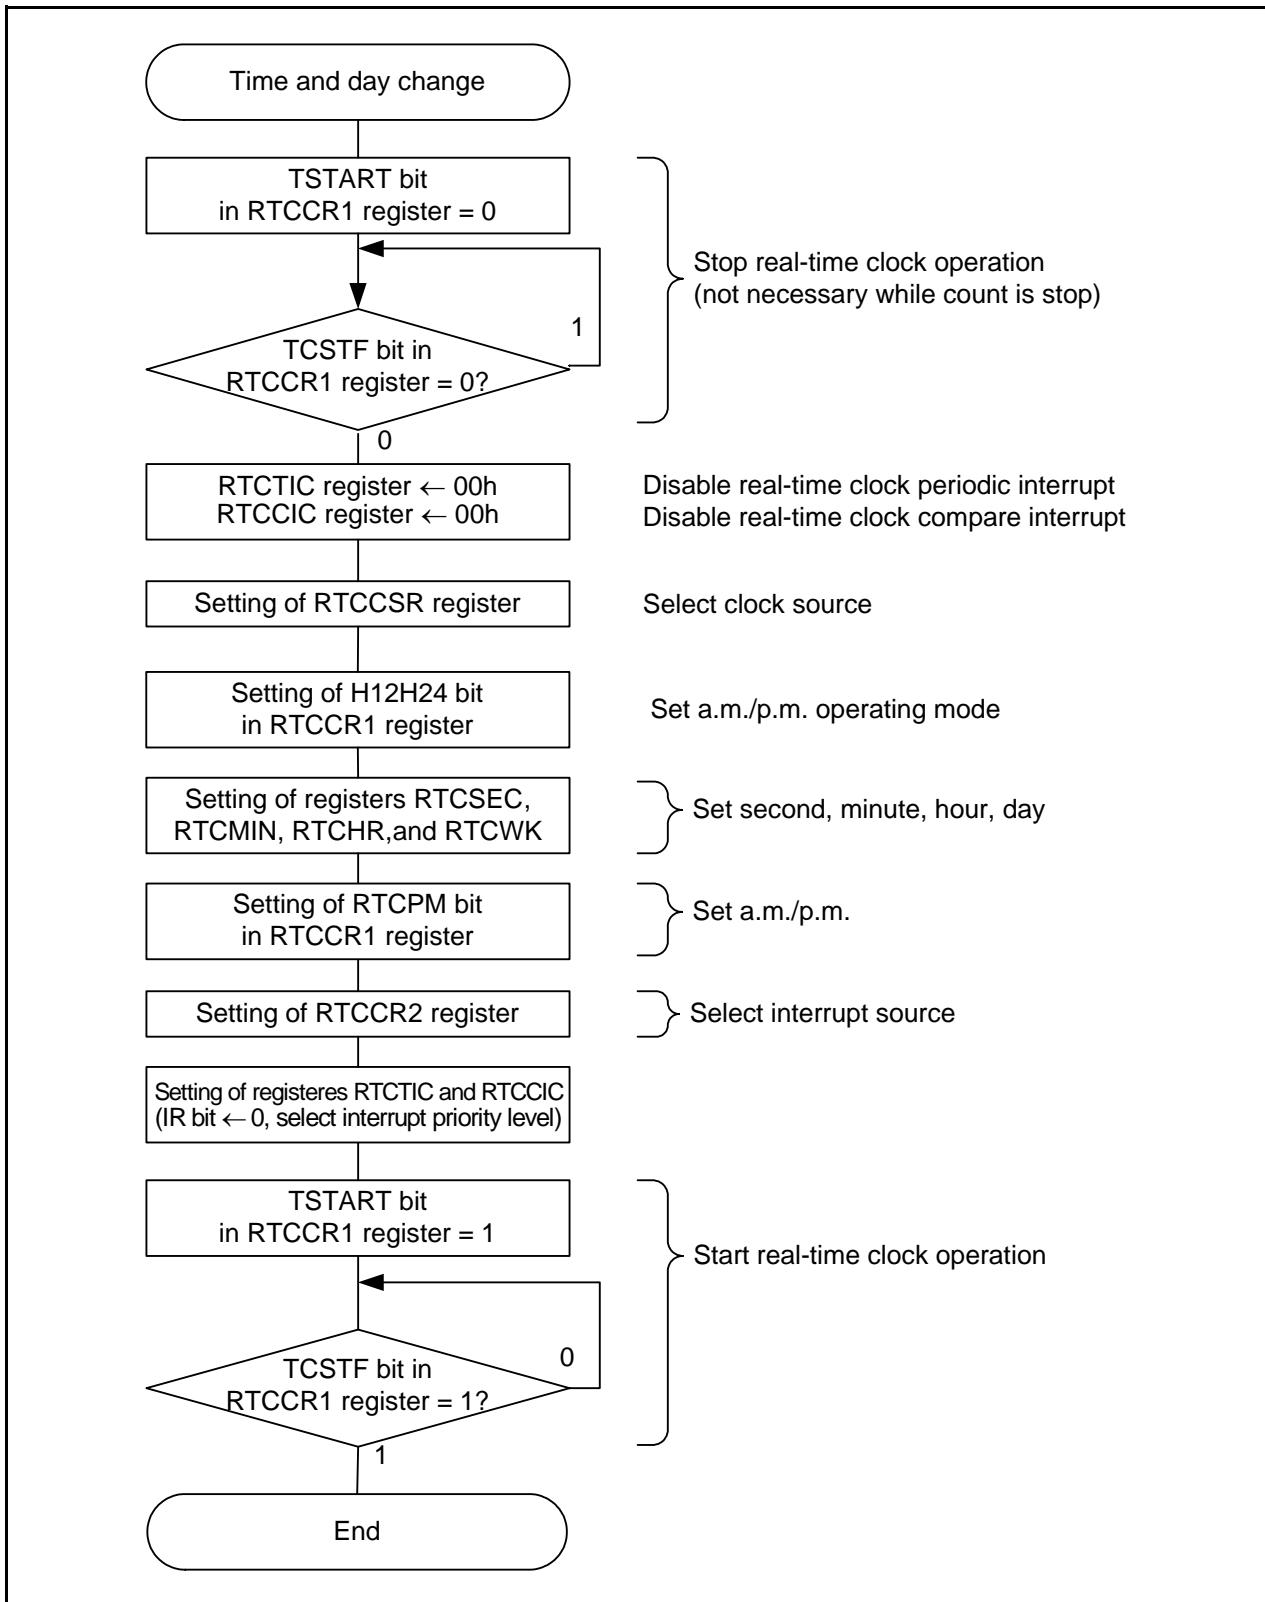 Time and day change
TSTART bit
in RTCCR1 register = 0
Stop real-time clock operation
(not necessary while count is stop)
1
TCSTF bit in
RTCCR1 register = 0?
0
RTCTIC register ← 00h
RTCCIC register ← 00h
Disable real-time clock periodic interrupt
Disable real-time clock compare interrupt
Setting of RTCCSR register
Select clock source
Setting of H12H24 bit
in RTCCR1 register
Set a.m./p.m. operating mode
Setting of registers RTCSEC,
RTCMIN, RTCHR,and RTCWK
Set second, minute, hour, day
Setting of RTCPM bit
in RTCCR1 register
Set a.m./p.m.
Setting of RTCCR2 register
Select interrupt source
Setting of registeres RTCTIC and RTCCIC
(IR bit ← 0, select interrupt priority level)
TSTART bit
in RTCCR1 register = 1
Start real-time clock operation
0
TCSTF bit in
RTCCR1 register = 1?
1
End